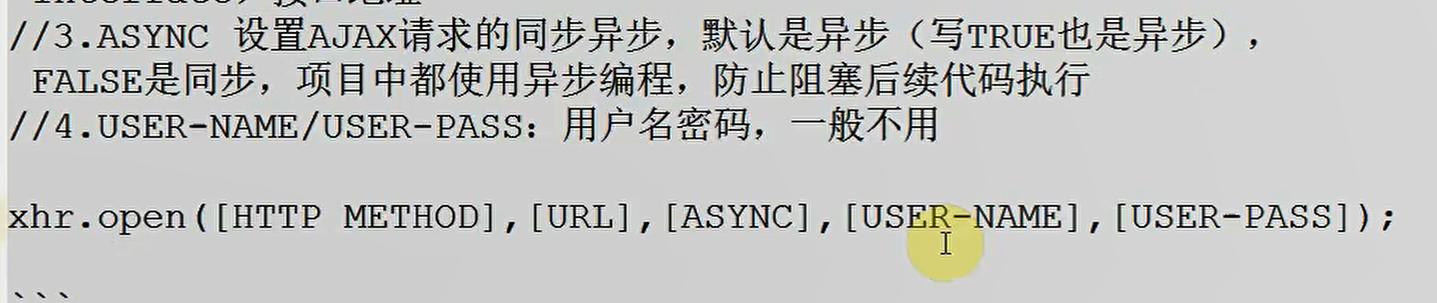 //3.ASYNC 设置AJAX请求的同步异步，默认是异步（写TRUE也是异步），
FALSE是同步，项目中都使用异步编程，防止阻塞后续代码执行
//4.USER-NAME/USER-PASS：用户名密码，一般不用
xhr.open([HTTP METHOD],[URL],[ASYNC],[USER-NAME],[USER-PASS]);
```